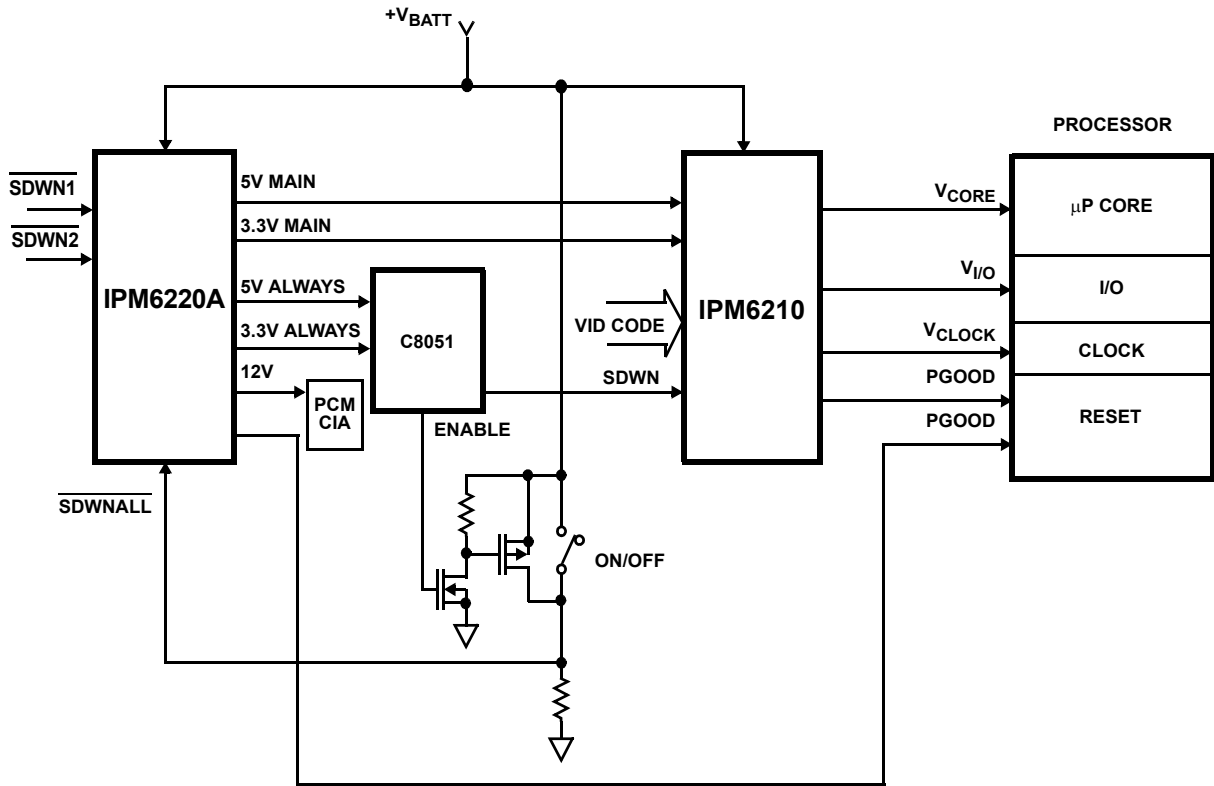 +VBATT
PROCESSOR
SDWN1
SDWN2
IPM6220A
5V MAIN
3.3V MAIN
5V ALWAYS
3.3V ALWAYS
12V
PCM
CIA
C8051
ENABLE
SDWN
VID CODE
IPM6210
VCORE
VI/O
VCLOCK
PGOOD
PGOOD
μP CORE
I/O
CLOCK
RESET
SDWNALL
ON/OFF